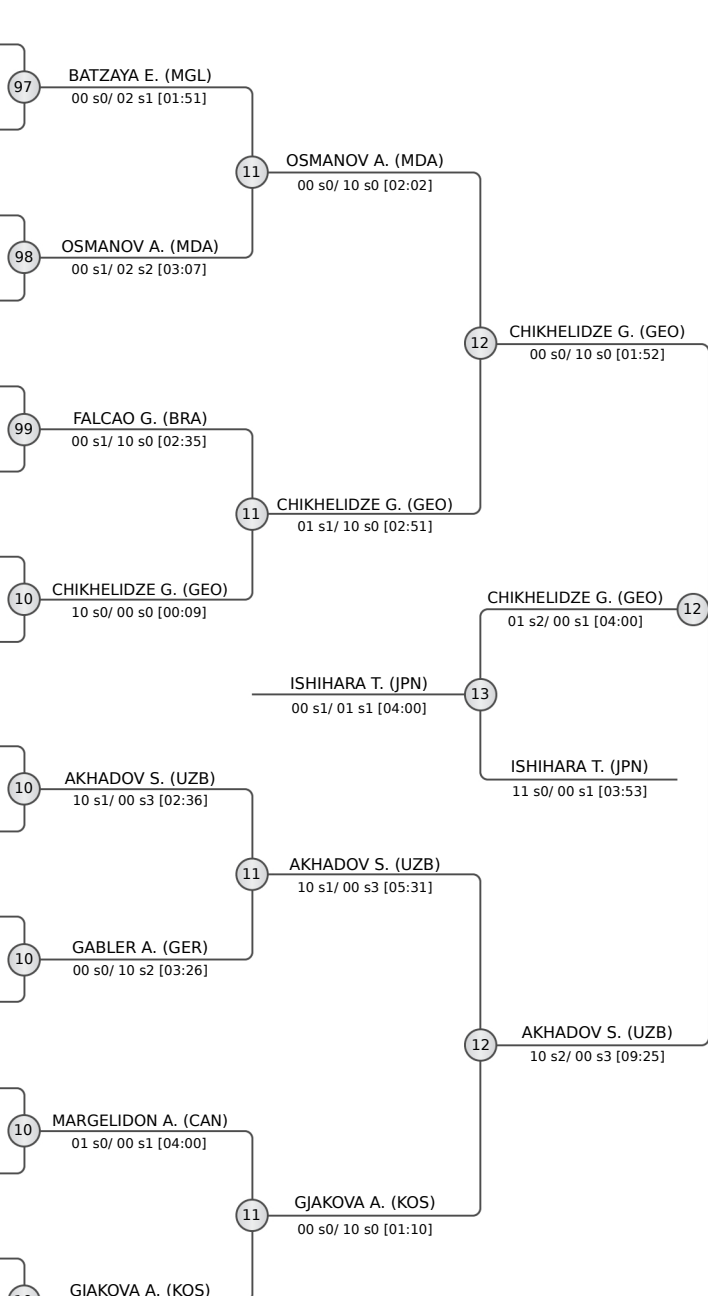 97
BATZAYA E. (MGL)
00 s0/ 02 s1 [01:51]
11
OSMANOV A. (MDA)
00 s0/ 10 s0 [02:02]
98
OSMANOV A. (MDA)
00 s1/ 02 s2 [03:07]
12
CHIKHELIDZE G. (GEO)
00 s0/ 10 s0 [01:52]
99
FALCAO G. (BRA)
00 s1/ 10 s0 [02:35]
11
CHIKHELIDZE G. (GEO)
01 s1/ 10 s0 [02:51]
10
CHIKHELIDZE G. (GEO)
10 s0/ 00 s0 [00:09]
CHIKHELIDZE G. (GEO)
01 s2/ 00 s1 [04:00]
12
ISHIHARA T. (JPN)
00 s1/ 01 s1 [04:00]
13
ISHIHARA T. (JPN)
11 s0/ 00 s1 [03:53]
10
AKHADOV S. (UZB)
10 s1/ 00 s3 [02:36]
11
AKHADOV S. (UZB)
10 s1/ 00 s3 [05:31]
10
GABLER A. (GER)
00 s0/ 10 s2 [03:26]
12
AKHADOV S. (UZB)
10 s2/ 00 s3 [09:25]
10
MARGELIDON A. (CAN)
01 s0/ 00 s1 [04:00]
11
GJAKOVA A. (KOS)
00 s0/ 10 s0 [01:10]
GJAKOVA A. (KOS)